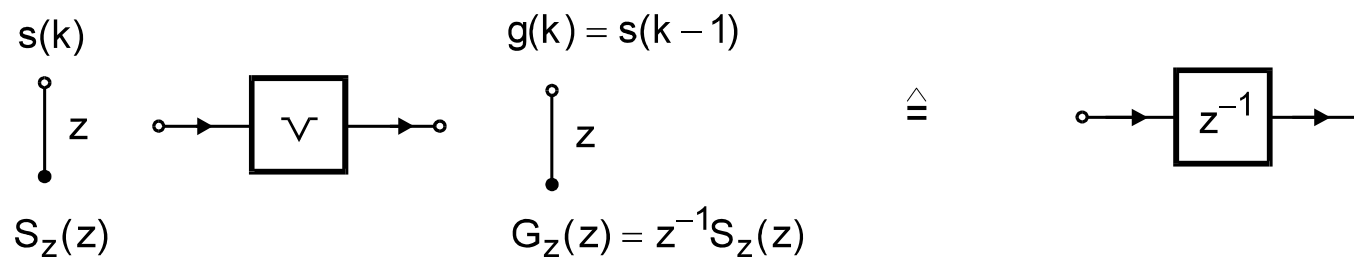 s(k)
g(k) = s(k − 1)
z
z
≙
z⁻¹
S_z(z)
G_z(z) = z⁻¹S_z(z)